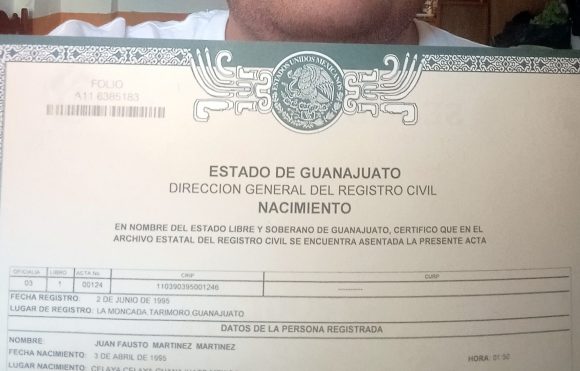 ESTADOS UNIDOS MEXICANOS
FOLIO
A11 6385183
ESTADO DE GUANAJUATO
DIRECCION GENERAL DEL REGISTRO CIVIL
NACIMIENTO
EN NOMBRE DEL ESTADO LIBRE Y SOBERANO DE GUANAJUATO, CERTIFICO QUE EN EL
ARCHIVO ESTATAL DEL REGISTRO CIVIL SE ENCUENTRA ASENTADA LA PRESENTE ACTA
OFICIALIA LIBRO ACTA No. CRIP CURP
03 1 00124 110390395001246 ------------
FECHA REGISTRO: 2 DE JUNIO DE 1995
LUGAR DE REGISTRO: LA MONCADA,TARIMORO,GUANAJUATO
DATOS DE LA PERSONA REGISTRADA
NOMBRE: JUAN FAUSTO MARTINEZ MARTINEZ
FECHA NACIMIENTO: 3 DE ABRIL DE 1995 HORA: 01:50
LUGAR NACIMIENTO: CELAYA,CELAYA